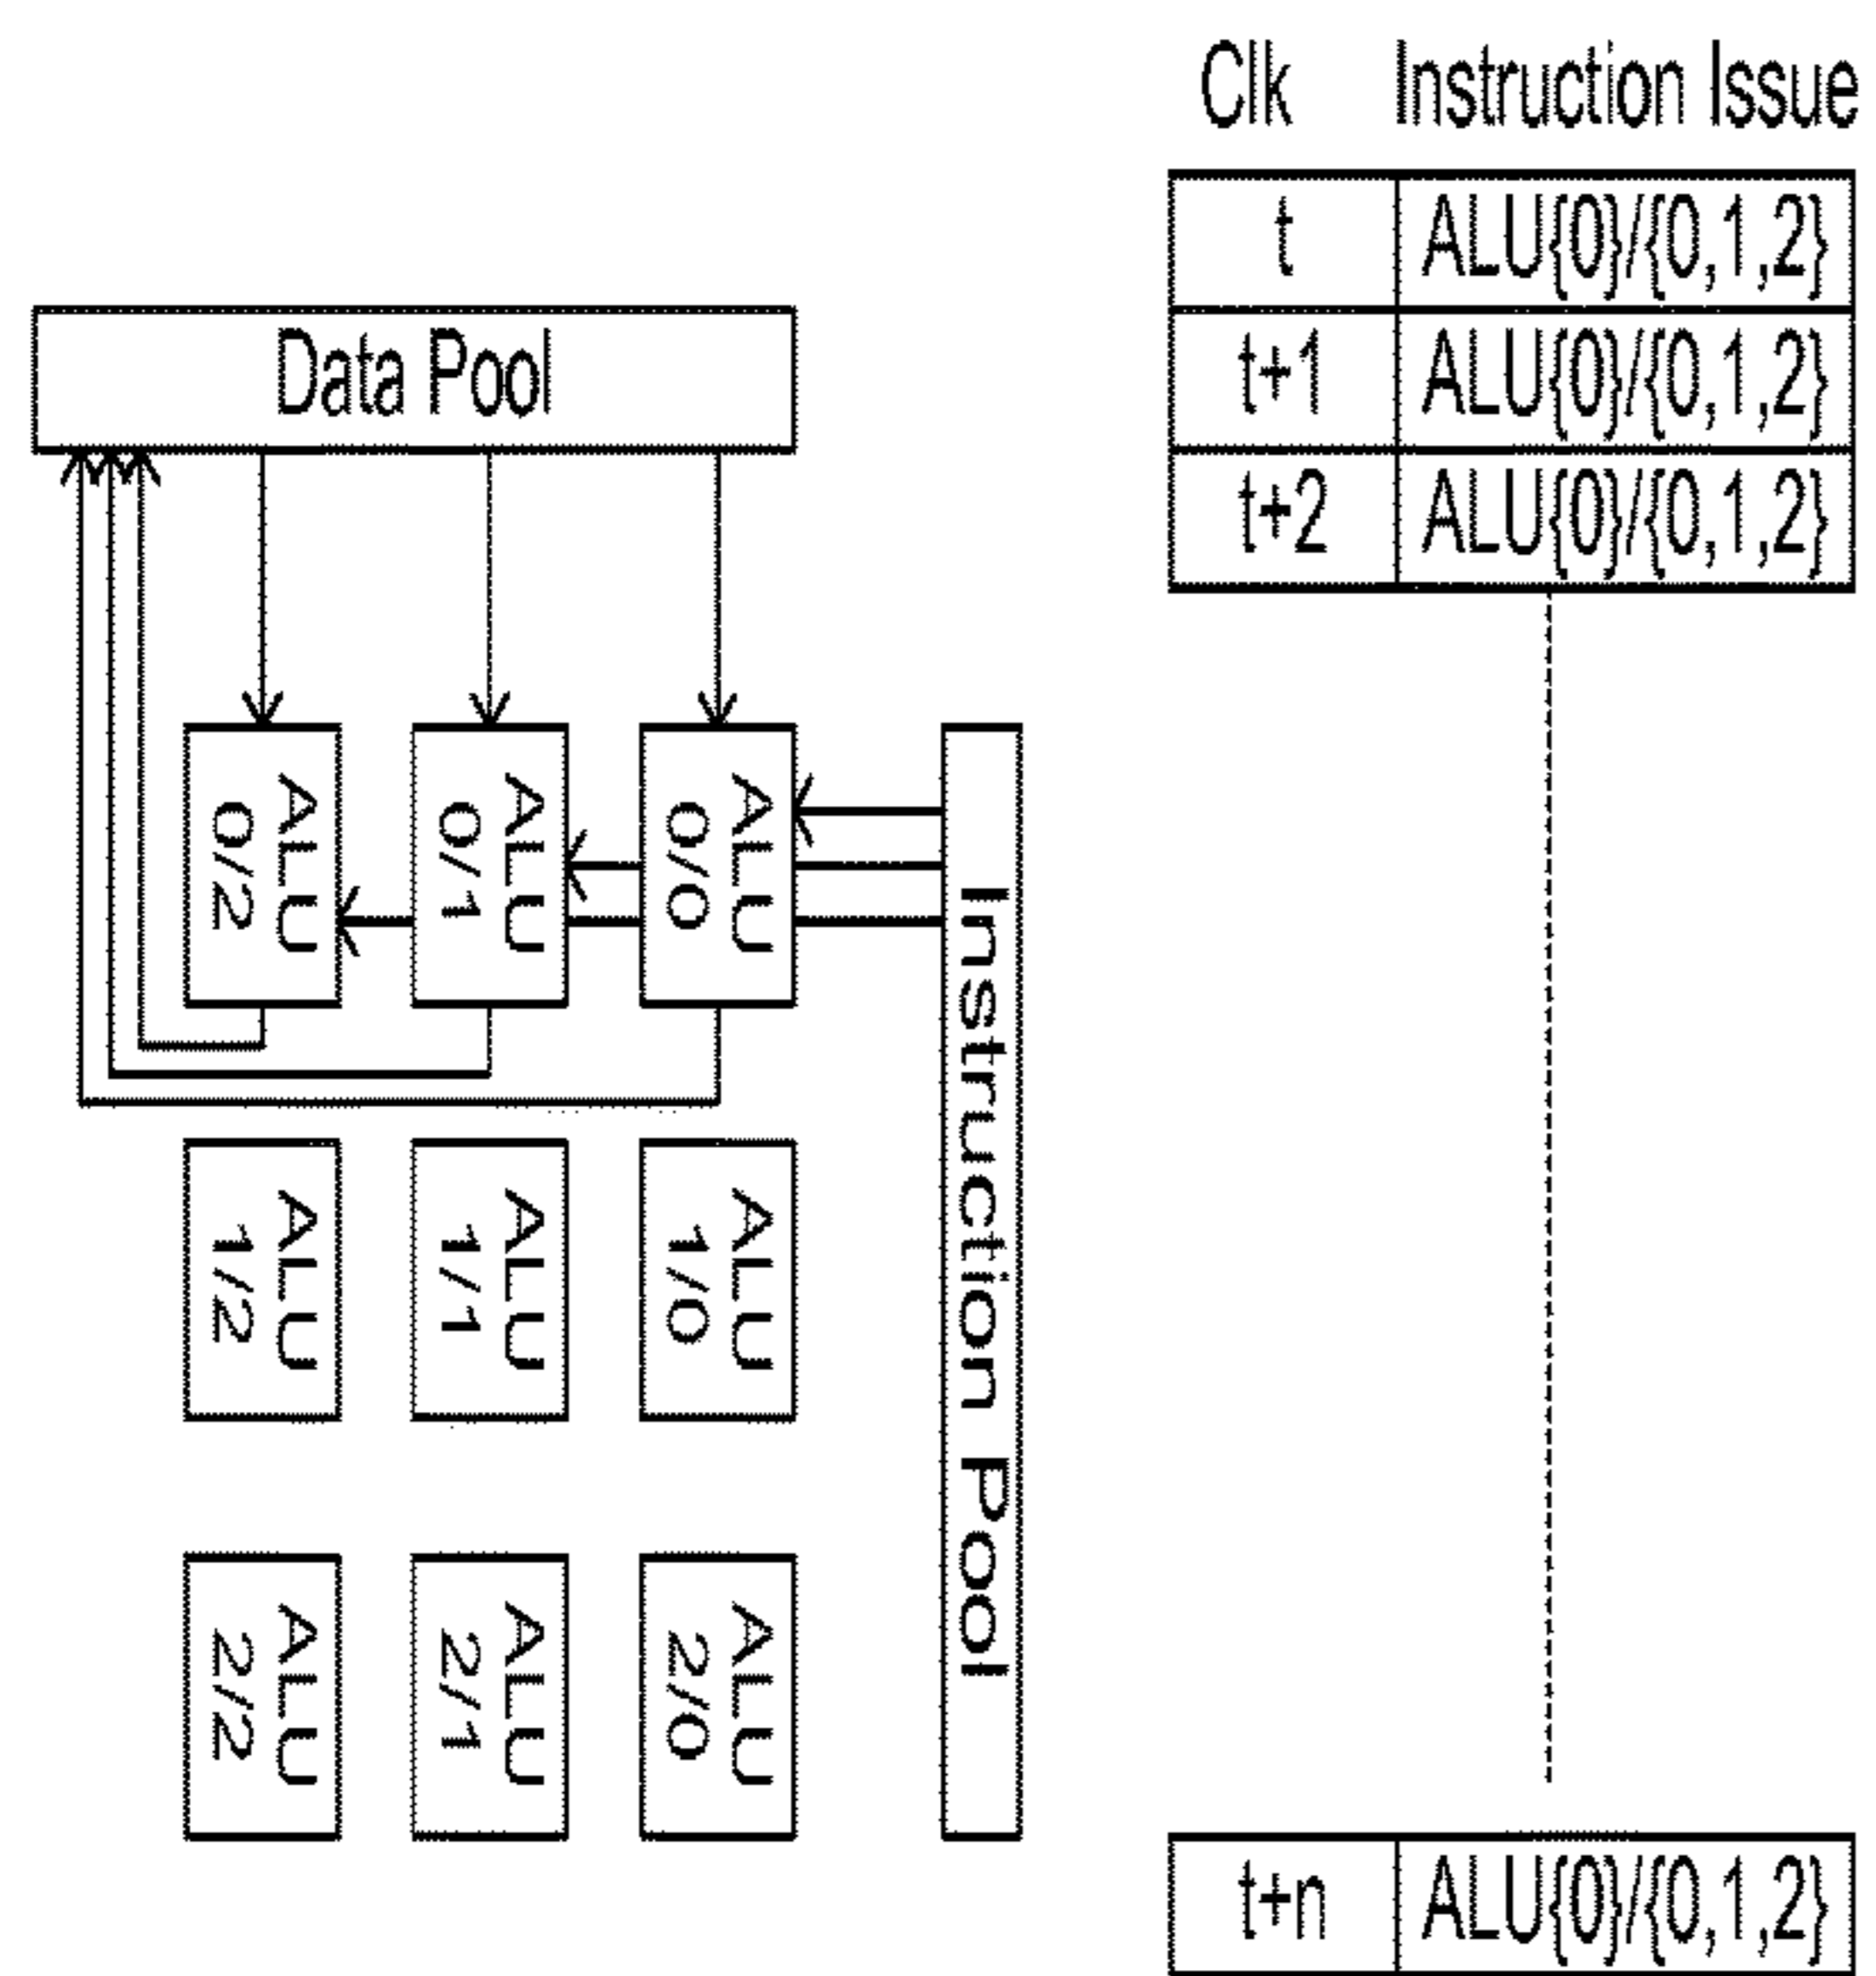 Clk Instruction Issue
t ALU{0}/{0,1,2}
t+1 ALU{0}/{0,1,2}
t+2 ALU{0}/{0,1,2}
t+n ALU{0}/{0,1,2}
Data Pool
ALU
0/2
ALU
0/1
ALU
0/0
Instruction Pool
ALU
1/2
ALU
1/1
ALU
1/0
ALU
2/2
ALU
2/1
ALU
2/0